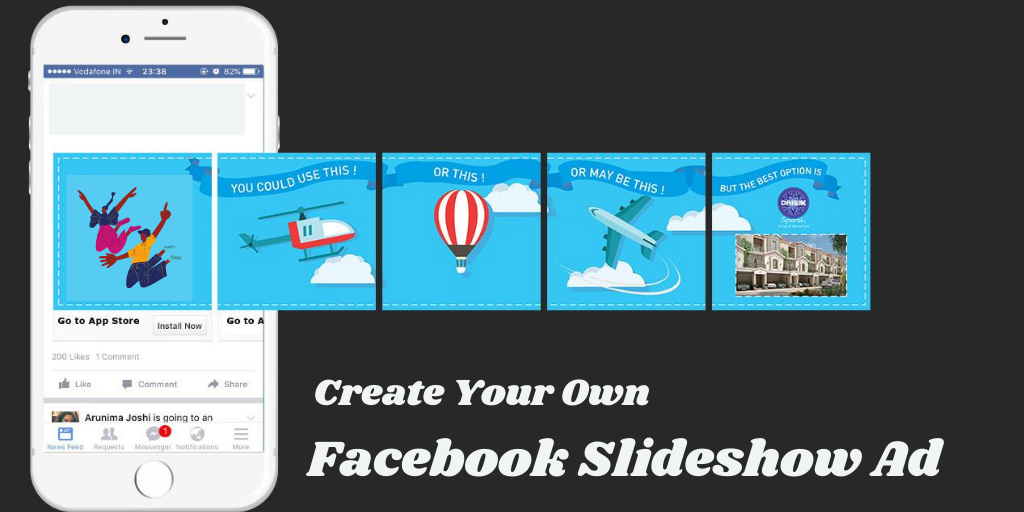 Vodafone IN 23:38 82%
YOU COULD USE THIS !
OR THIS !
OR MAY BE THIS !
BUT THE BEST OPTION IS
Sparsh
Go to App Store
Install Now
Go to A
200 Likes 1 Comment
Like Comment Share
Arunima Joshi is going to an
1
News Feed Requests Messenger Notifications More
Create Your Own
Facebook Slideshow Ad